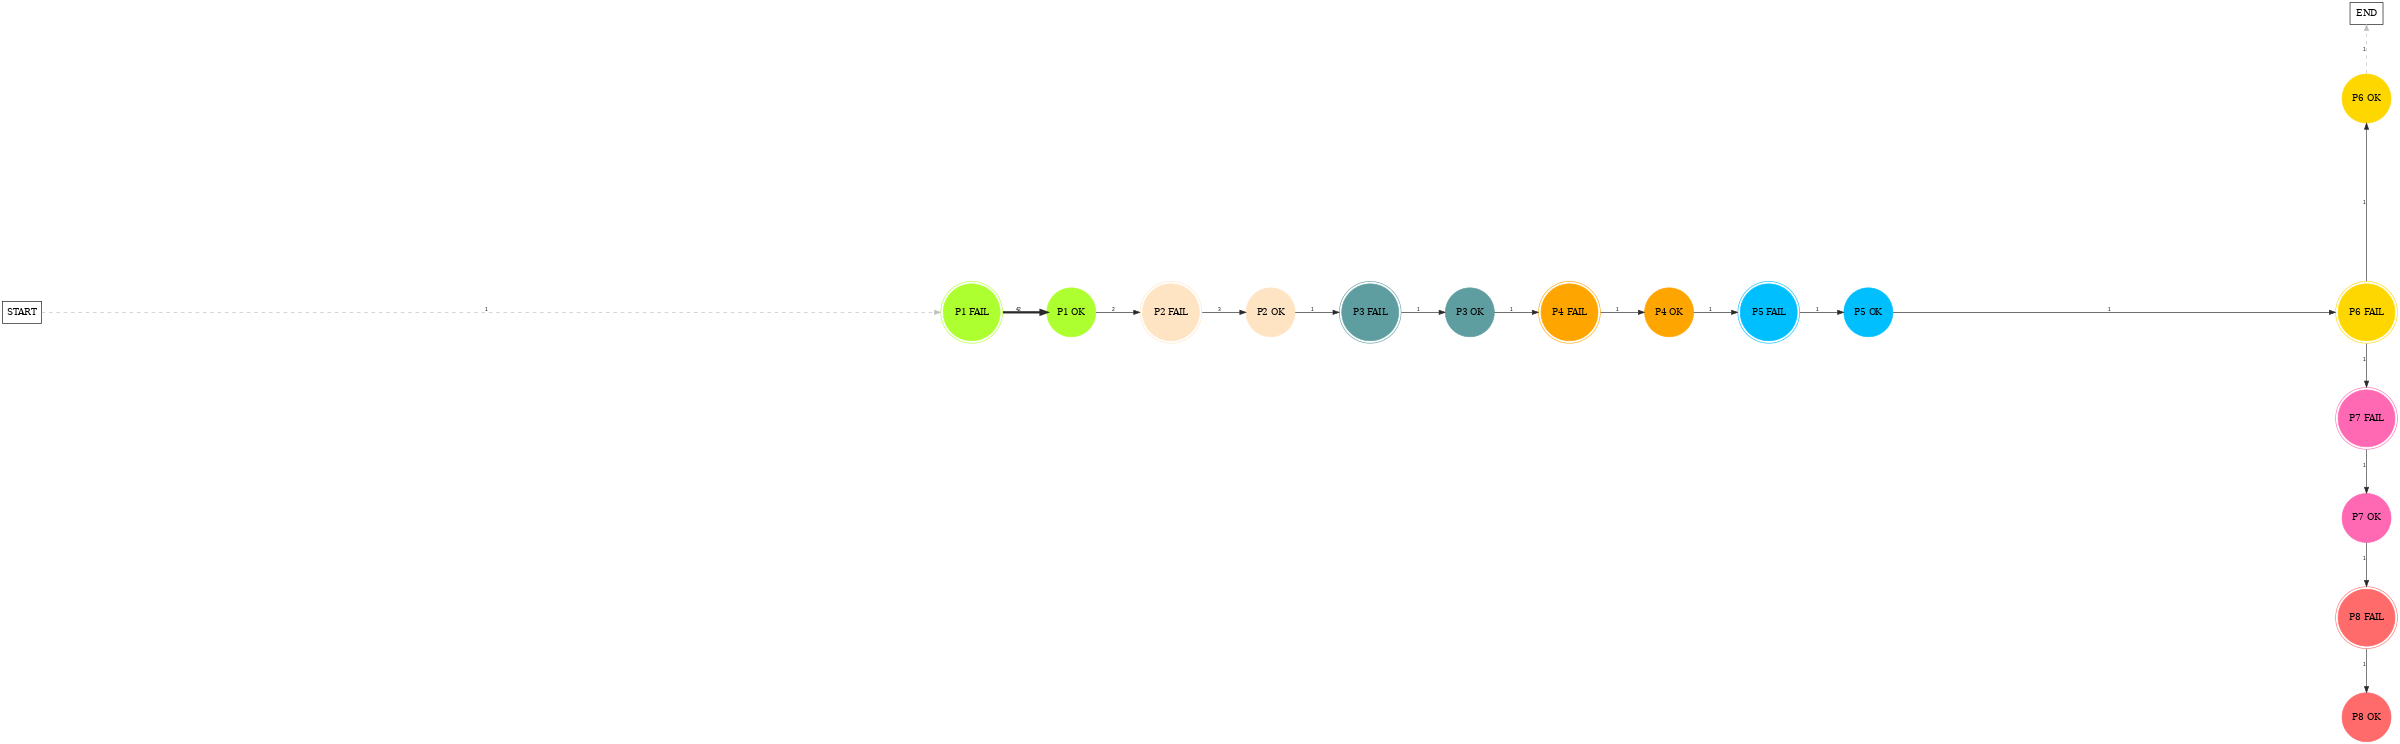 END
1
P6 OK
1
START
1
P1 FAIL
42
P1 OK
2
P2 FAIL
3
P2 OK
1
P3 FAIL
1
P3 OK
1
P4 FAIL
1
P4 OK
1
P5 FAIL
1
P5 OK
1
P6 FAIL
1
P7 FAIL
1
P7 OK
1
P8 FAIL
1
P8 OK